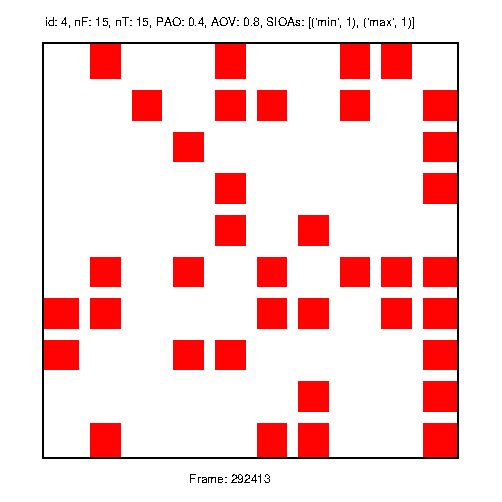 id: 4, nF: 15, nT: 15, PAO: 0.4, AOV: 0.8, SIOAs: [('min', 1), ('max', 1)]
Frame: 292413